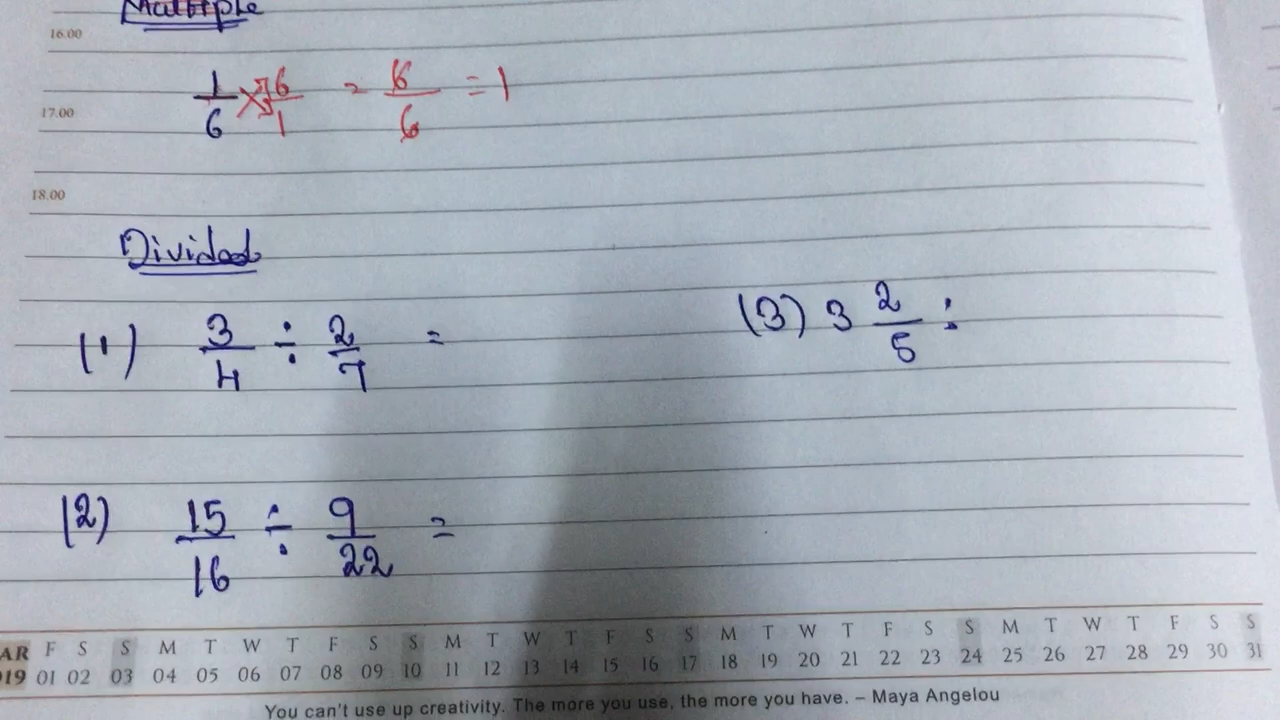 Multiple
16.00
1/6 × 6/1 = 6/6 = 1
17.00
18.00
Divided
(1) 3/4 ÷ 2/7 =
(3) 3 2/5 ÷
(2) 15/16 ÷ 9/22 =
AR F S S M T W T F S S M T W T F S S M T W T F S S M T W T F S S
019 01 02 03 04 05 06 07 08 09 10 11 12 13 14 15 16 17 18 19 20 21 22 23 24 25 26 27 28 29 30 31
You can't use up creativity. The more you use, the more you have. – Maya Angelou